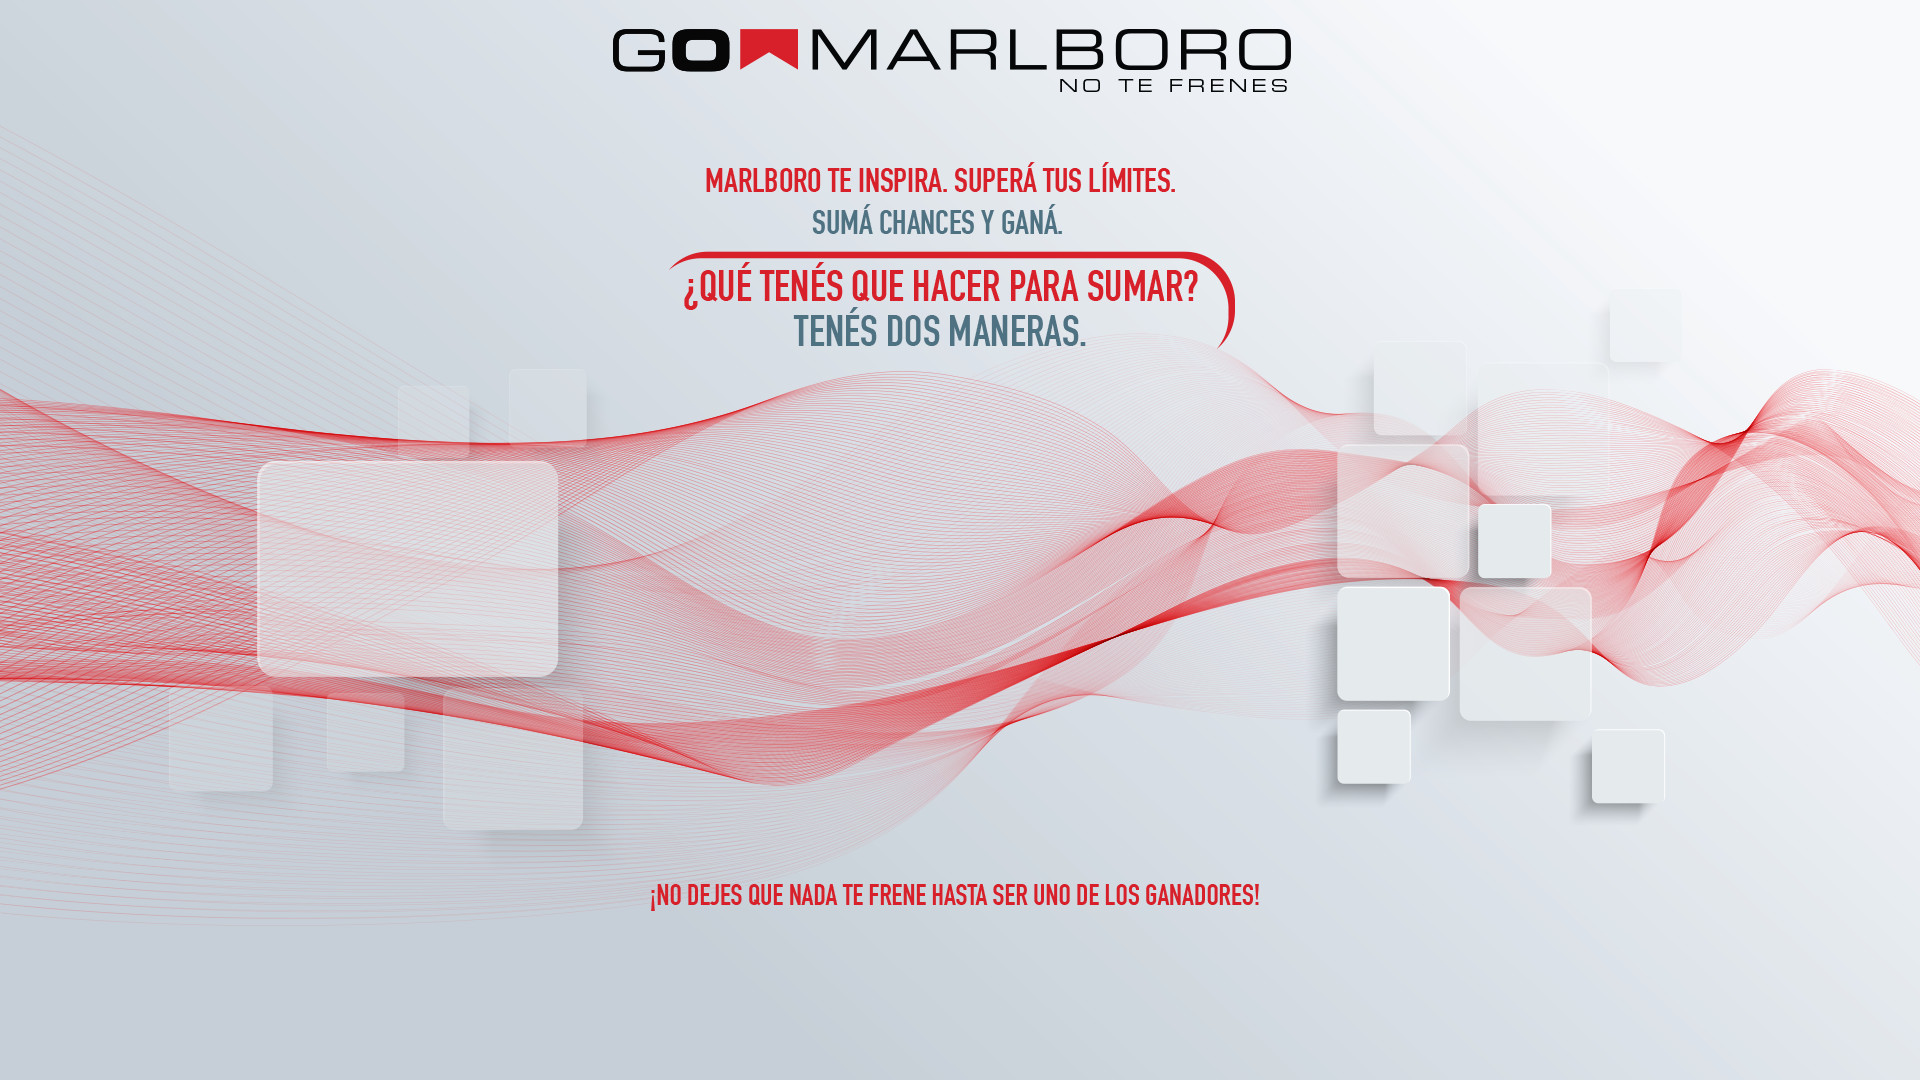 GO MARLBORO
NO TE FRENES
MARLBORO TE INSPIRA. SUPERÁ TUS LÍMITES.
SUMÁ CHANCES Y GANÁ.
¿QUÉ TENÉS QUE HACER PARA SUMAR?
TENÉS DOS MANERAS.
¡NO DEJES QUE NADA TE FRENE HASTA SER UNO DE LOS GANADORES!